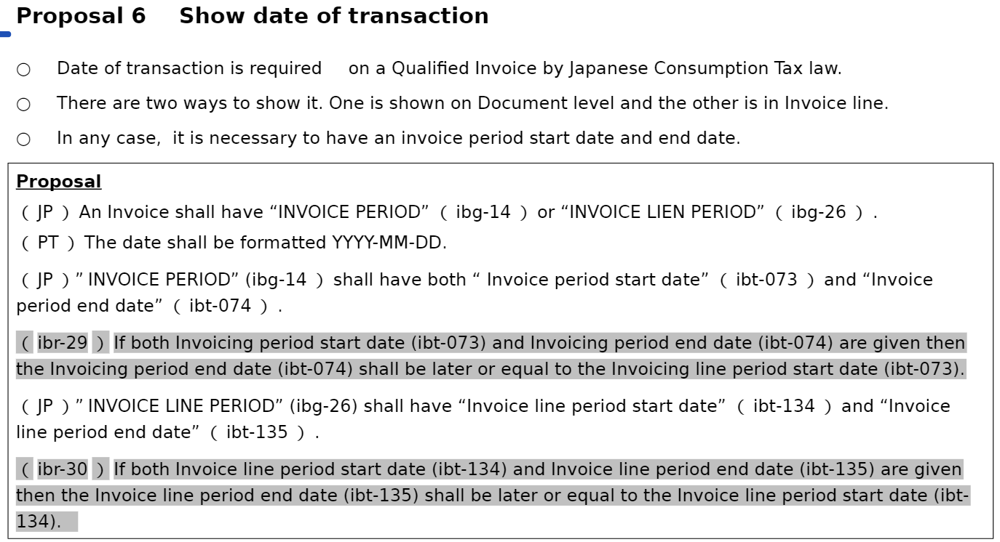 Proposal 6 Show date of transaction
○ Date of transaction is required on a Qualified Invoice by Japanese Consumption Tax law.
○ There are two ways to show it. One is shown on Document level and the other is in Invoice line.
○ In any case, it is necessary to have an invoice period start date and end date.
Proposal
（ JP ）An Invoice shall have “INVOICE PERIOD” （ ibg-14 ）or “INVOICE LIEN PERIOD” （ ibg-26 ）.
（ PT ）The date shall be formatted YYYY-MM-DD.
（ JP ）” INVOICE PERIOD” (ibg-14 ）shall have both “ Invoice period start date” （ ibt-073 ）and “Invoice
period end date” （ ibt-074 ）.
（ ibr-29 ）If both Invoicing period start date (ibt-073) and Invoicing period end date (ibt-074) are given then
the Invoicing period end date (ibt-074) shall be later or equal to the Invoicing line period start date (ibt-073).
（ JP ）” INVOICE LINE PERIOD” (ibg-26) shall have “Invoice line period start date” （ ibt-134 ）and “Invoice
line period end date” （ ibt-135 ）.
（ ibr-30 ）If both Invoice line period start date (ibt-134) and Invoice line period end date (ibt-135) are given
then the Invoice line period end date (ibt-135) shall be later or equal to the Invoice line period start date (ibt-
134).